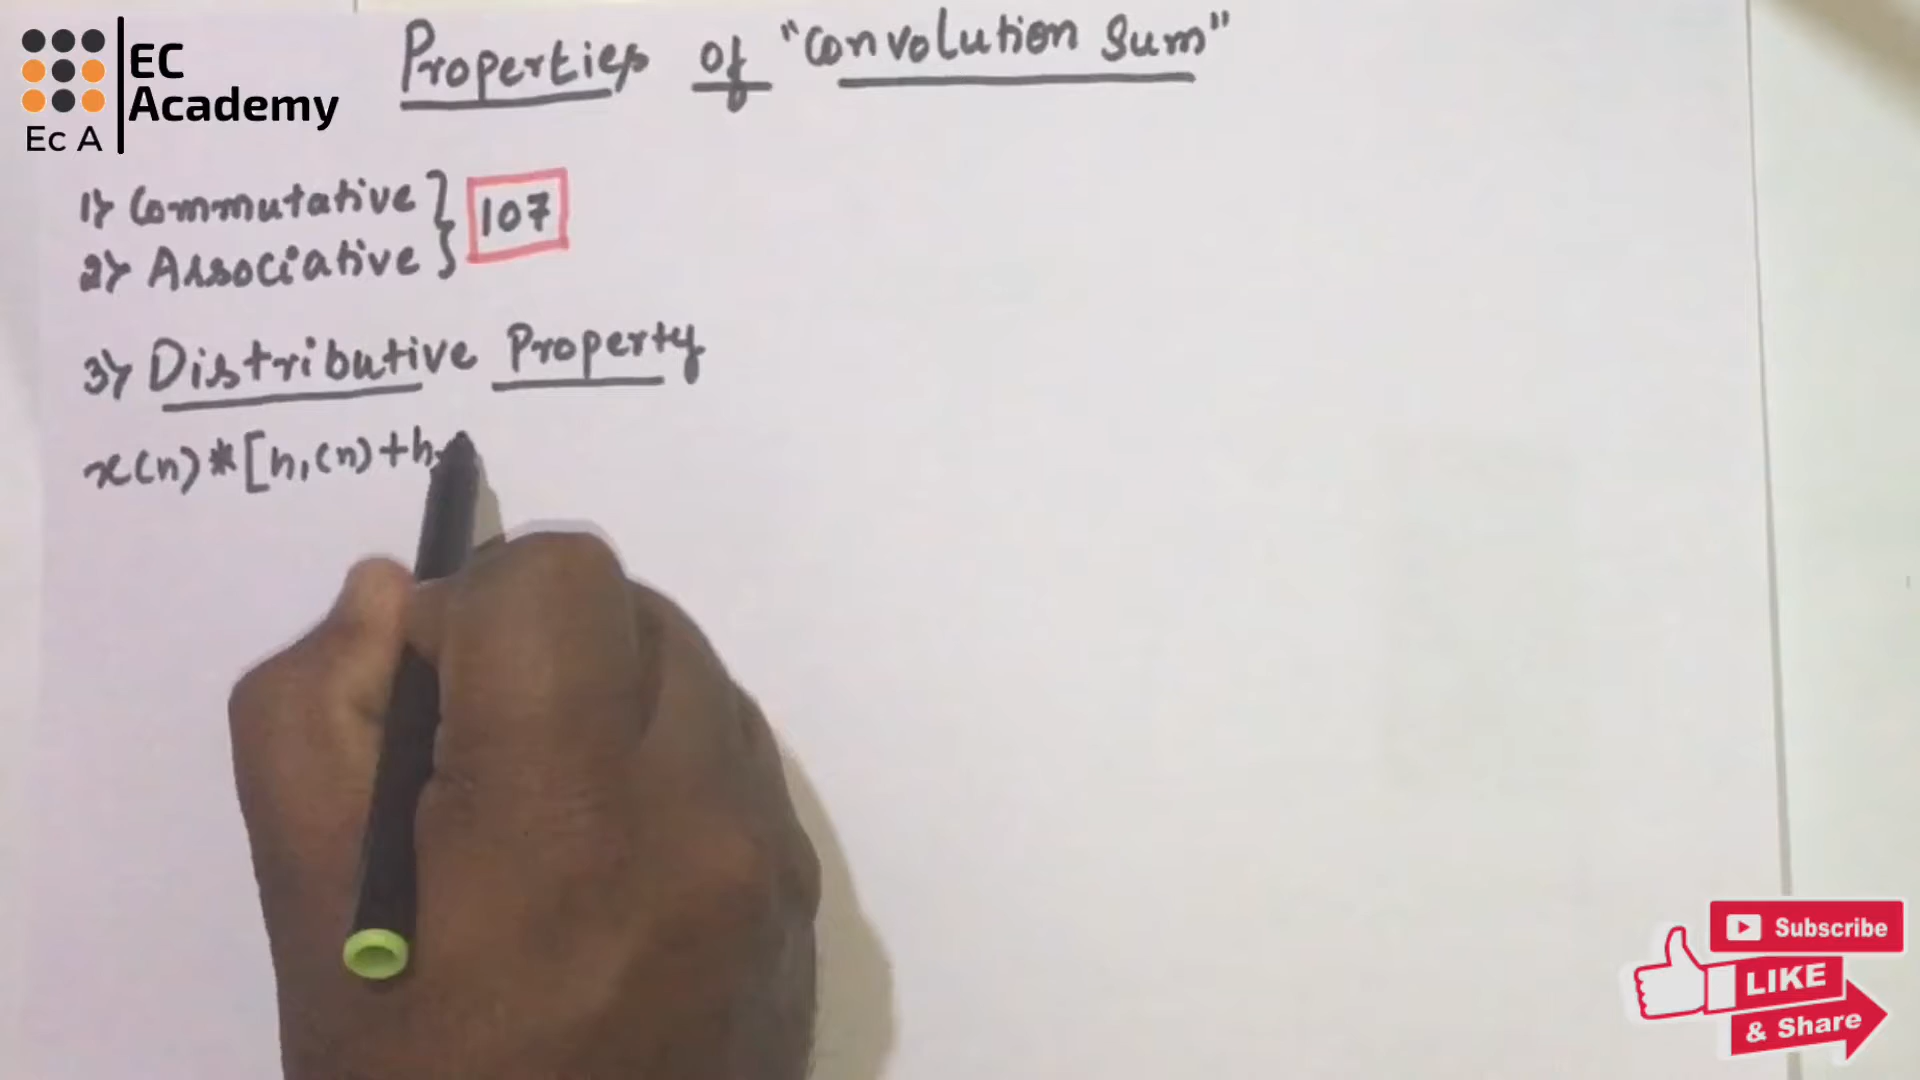 EC
Academy
Ec A
Properties of "Convolution Sum"
1) Commutative
2) Associative
107
3) Distributive Property
x(n) * [h₁(n) + h
Subscribe
LIKE
& Share